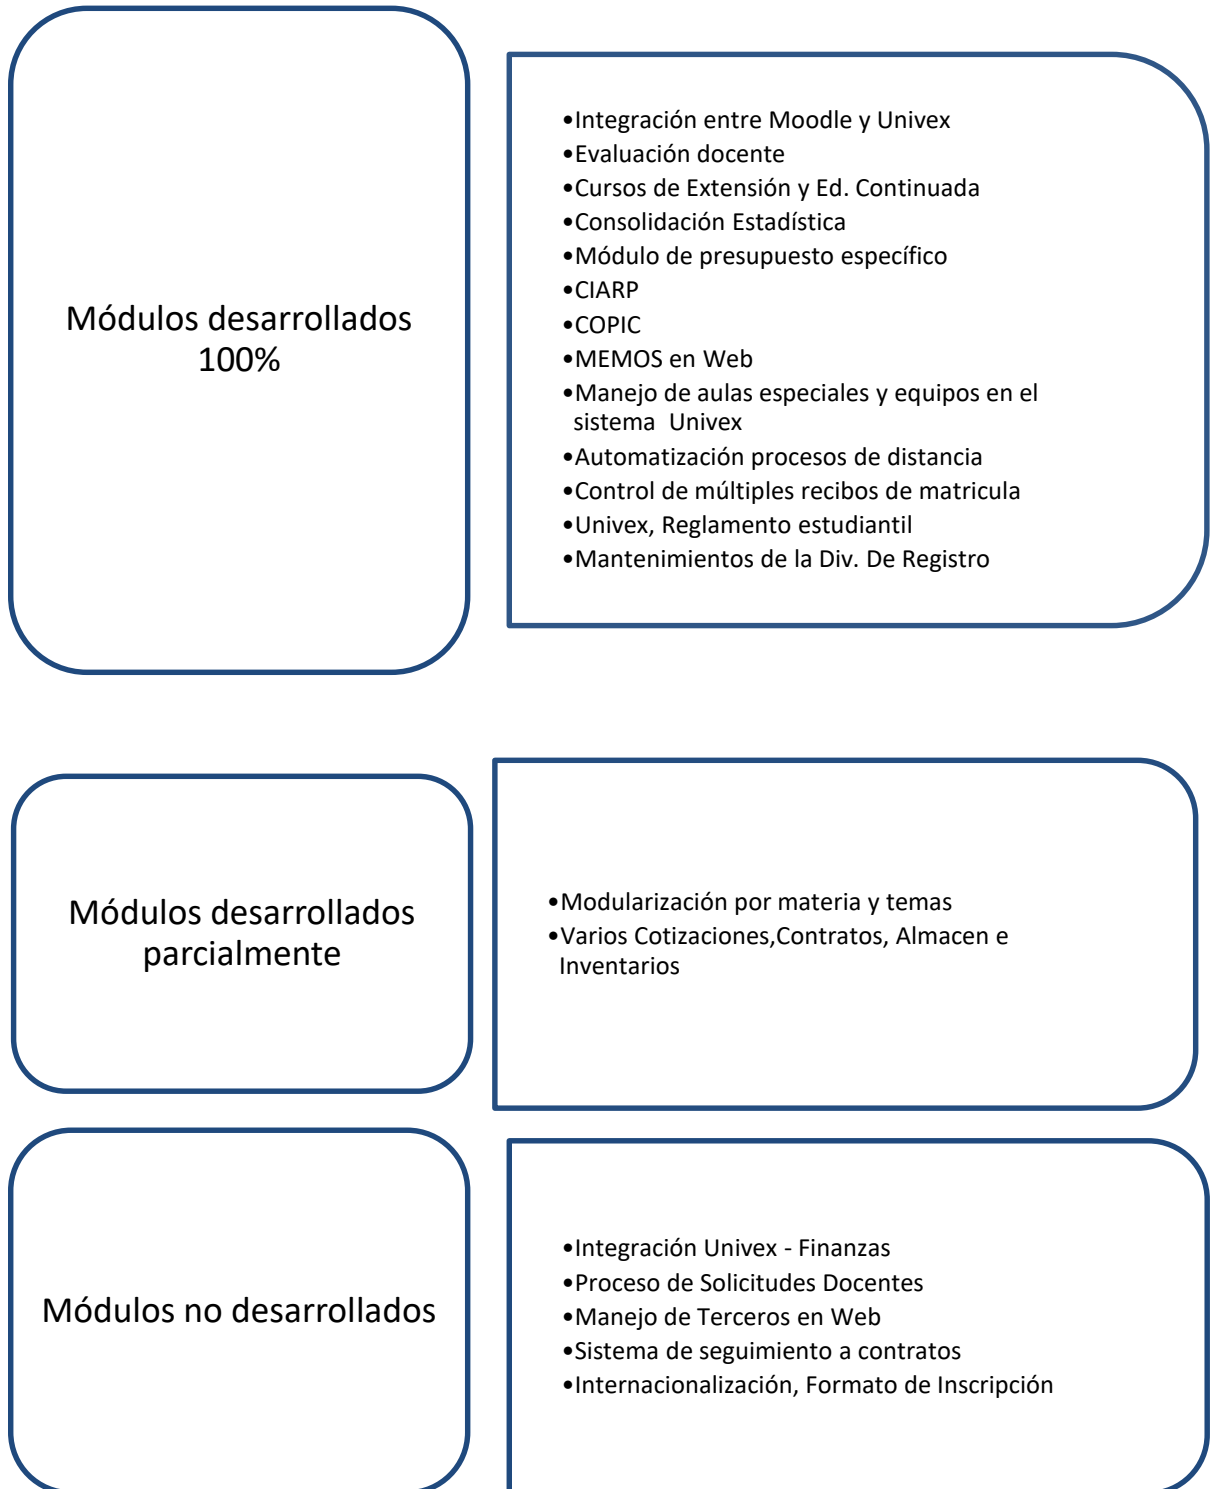 Módulos desarrollados
100%
•Integración entre Moodle y Univex
•Evaluación docente
•Cursos de Extensión y Ed. Continuada
•Consolidación Estadística
•Módulo de presupuesto específico
•CIARP
•COPIC
•MEMOS en Web
•Manejo de aulas especiales y equipos en el
sistema Univex
•Automatización procesos de distancia
•Control de múltiples recibos de matricula
•Univex, Reglamento estudiantil
•Mantenimientos de la Div. De Registro
Módulos desarrollados
parcialmente
•Modularización por materia y temas
•Varios Cotizaciones,Contratos, Almacen e
Inventarios
Módulos no desarrollados
•Integración Univex - Finanzas
•Proceso de Solicitudes Docentes
•Manejo de Terceros en Web
•Sistema de seguimiento a contratos
•Internacionalización, Formato de Inscripción